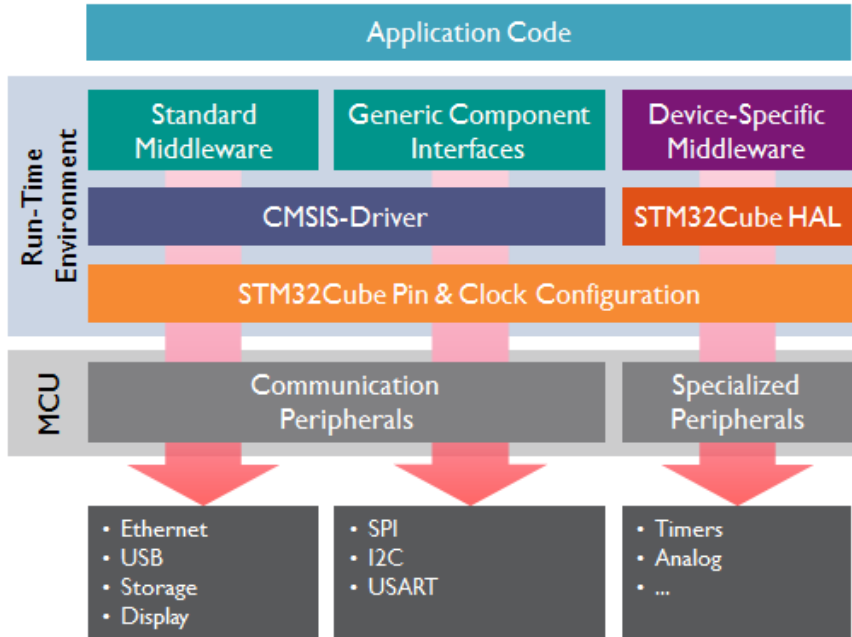 Application Code
Run-Time
Environment
Standard
Middleware
Generic Component
Interfaces
Device-Specific
Middleware
CMSIS-Driver
STM32Cube HAL
STM32Cube Pin & Clock Configuration
MCU
Communication
Peripherals
Specialized
Peripherals
• Ethernet
• USB
• Storage
• Display
• SPI
• I2C
• USART
• Timers
• Analog
• ...